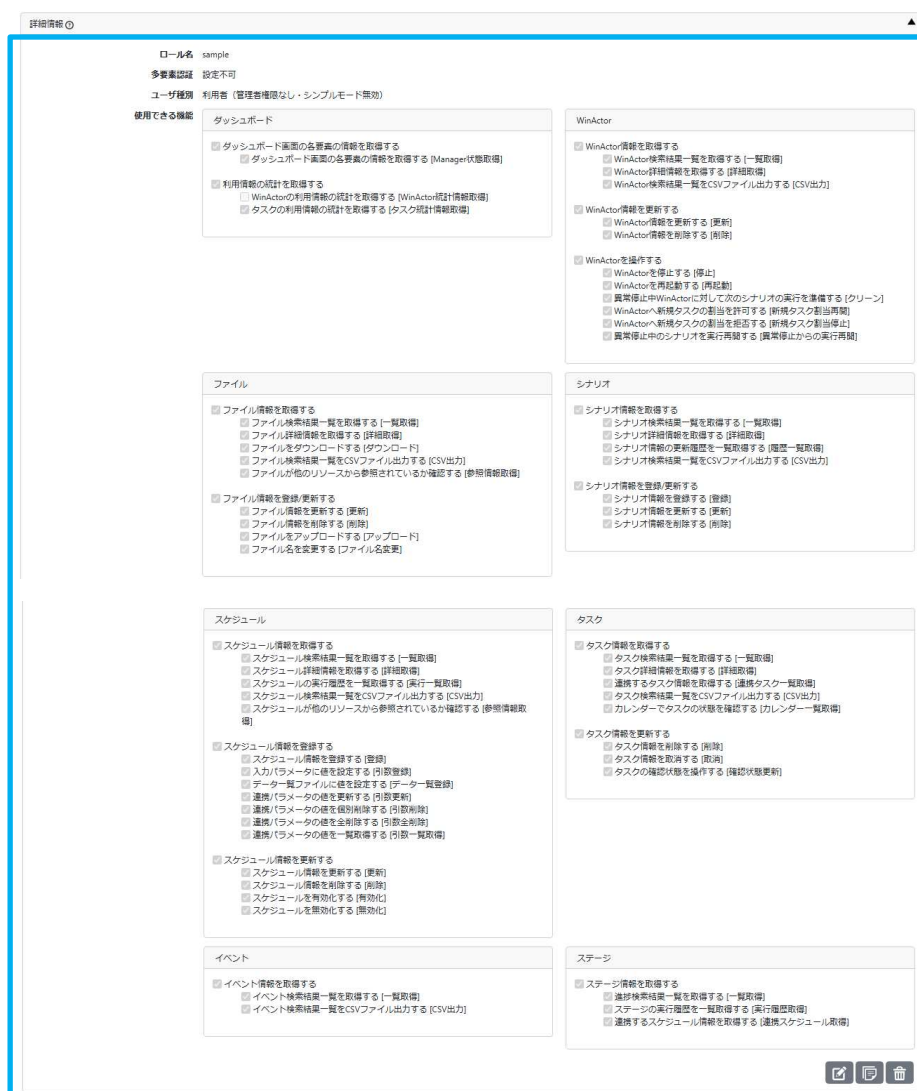 詳細情報 ?
ロール名 sample
多要素認証 設定不可
ユーザ種別 利用者（管理者権限なし・シンプルモード無効）
使用できる機能
ダッシュボード
ダッシュボード画面の各要素の情報を取得する
ダッシュボード画面の各要素の情報を取得する [Manager状態取得]
利用情報の統計を取得する
WinActorの利用情報の統計を取得する [WinActor統計情報取得]
タスクの利用情報の統計を取得する [タスク統計情報取得]
WinActor
WinActor情報を取得する
WinActor検索結果一覧を取得する [一覧取得]
WinActor詳細情報を取得する [詳細取得]
WinActor検索結果一覧をCSVファイル出力する [CSV出力]
WinActor情報を更新する
WinActor情報を更新する [更新]
WinActor情報を削除する [削除]
WinActorを操作する
WinActorを停止する [停止]
WinActorを再起動する [再起動]
異常停止中WinActorに対して次のシナリオの実行を準備する [クリーン]
WinActorへ新規タスクの割当を許可する [新規タスク割当再開]
WinActorへ新規タスクの割当を拒否する [新規タスク割当停止]
異常停止中のシナリオを実行再開する [異常停止からの実行再開]
ファイル
ファイル情報を取得する
ファイル検索結果一覧を取得する [一覧取得]
ファイル詳細情報を取得する [詳細取得]
ファイルをダウンロードする [ダウンロード]
ファイル検索結果一覧をCSVファイル出力する [CSV出力]
ファイルが他のリソースから参照されているか確認する [参照情報取得]
ファイル情報を登録/更新する
ファイル情報を更新する [更新]
ファイル情報を削除する [削除]
ファイルをアップロードする [アップロード]
ファイル名を変更する [ファイル名変更]
シナリオ
シナリオ情報を取得する
シナリオ検索結果一覧を取得する [一覧取得]
シナリオ詳細情報を取得する [詳細取得]
シナリオ情報の更新履歴を一覧取得する [履歴一覧取得]
シナリオ検索結果一覧をCSVファイル出力する [CSV出力]
シナリオ情報を登録/更新する
シナリオ情報を登録する [登録]
シナリオ情報を更新する [更新]
シナリオ情報を削除する [削除]
スケジュール
スケジュール情報を取得する
スケジュール検索結果一覧を取得する [一覧取得]
スケジュール詳細情報を取得する [詳細取得]
スケジュールの実行履歴を一覧取得する [実行一覧取得]
スケジュール検索結果一覧をCSVファイル出力する [CSV出力]
スケジュールが他のリソースから参照されているか確認する [参照情報取
得]
スケジュール情報を登録する
スケジュール情報を登録する [登録]
入力パラメータに値を設定する [引数登録]
データ一覧ファイルに値を設定する [データ一覧登録]
連携パラメータの値を更新する [引数更新]
連携パラメータの値を個別削除する [引数削除]
連携パラメータの値を全削除する [引数全削除]
連携パラメータの値を一覧取得する [引数一覧取得]
スケジュール情報を更新する
スケジュール情報を更新する [更新]
スケジュール情報を削除する [削除]
スケジュールを有効化する [有効化]
スケジュールを無効化する [無効化]
タスク
タスク情報を取得する
タスク検索結果一覧を取得する [一覧取得]
タスク詳細情報を取得する [詳細取得]
連携するタスク情報を取得する [連携タスク一覧取得]
タスク検索結果一覧をCSVファイル出力する [CSV出力]
カレンダーでタスクの状態を確認する [カレンダー一覧取得]
タスク情報を更新する
タスク情報を削除する [削除]
タスク情報を取消する [取消]
タスクの確認状態を操作する [確認状態更新]
イベント
イベント情報を取得する
イベント検索結果一覧を取得する [一覧取得]
イベント検索結果一覧をCSVファイル出力する [CSV出力]
ステージ
ステージ情報を取得する
進捗検索結果一覧を取得する [一覧取得]
ステージの実行履歴を一覧取得する [実行履歴取得]
連携するスケジュール情報を取得する [連携スケジュール取得]